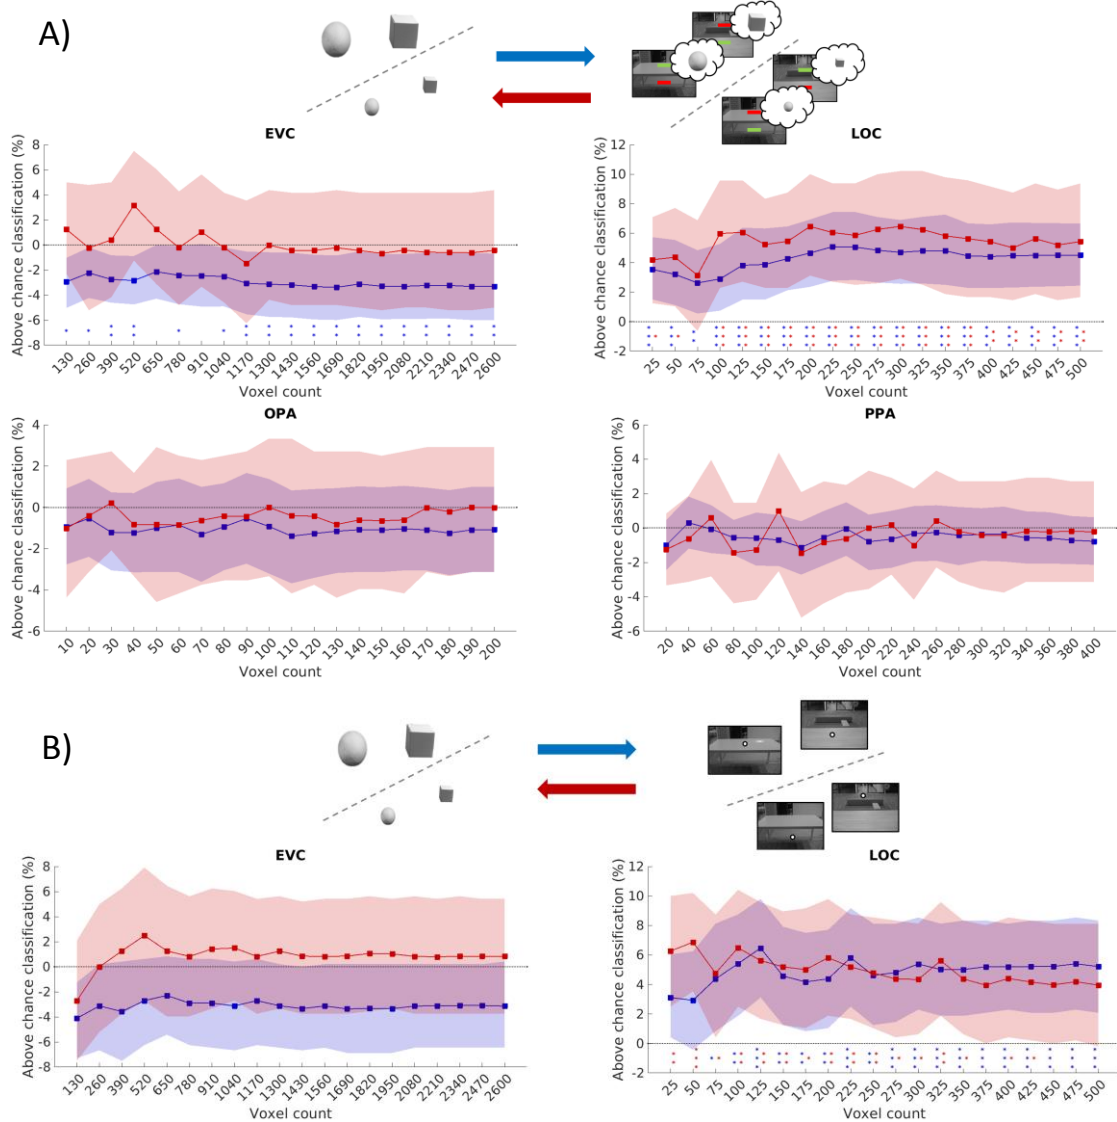 A)
EVC
Above chance classification (%)
8
6
4
2
0
-2
-4
-6
-8
130 260 390 520 650 780 910 1040 1170 1300 1430 1560 1690 1820 1950 2080 2210 2340 2470 2600
Voxel count
LOC
Above chance classification (%)
12
10
8
6
4
2
0
-2
25 50 75 100 125 150 175 200 225 250 275 300 325 350 375 400 425 450 475 500
Voxel count
OPA
Above chance classification (%)
4
2
0
-2
-4
-6
10 20 30 40 50 60 70 80 90 100 110 120 130 140 150 160 170 180 190 200
Voxel count
PPA
Above chance classification (%)
6
4
2
0
-2
-4
-6
20 40 60 80 100 120 140 160 180 200 220 240 260 280 300 320 340 360 380 400
Voxel count
B)
EVC
Above chance classification (%)
8
6
4
2
0
-2
-4
-6
-8
130 260 390 520 650 780 910 1040 1170 1300 1430 1560 1690 1820 1950 2080 2210 2340 2470 2600
Voxel count
LOC
Above chance classification (%)
12
10
8
6
4
2
0
-2
25 50 75 100 125 150 175 200 225 250 275 300 325 350 375 400 425 450 475 500
Voxel count